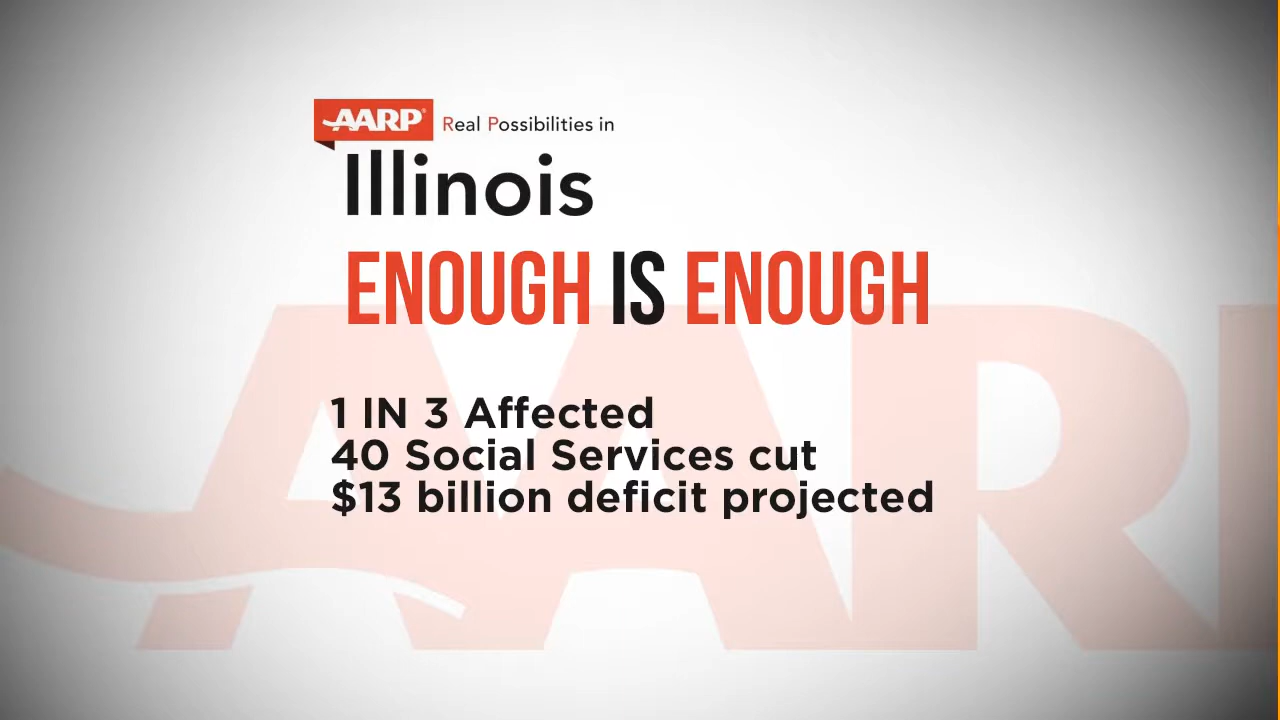 AARP® Real Possibilities in
Illinois
ENOUGH IS ENOUGH
1 IN 3 Affected
40 Social Services cut
$13 billion deficit projected
AARP